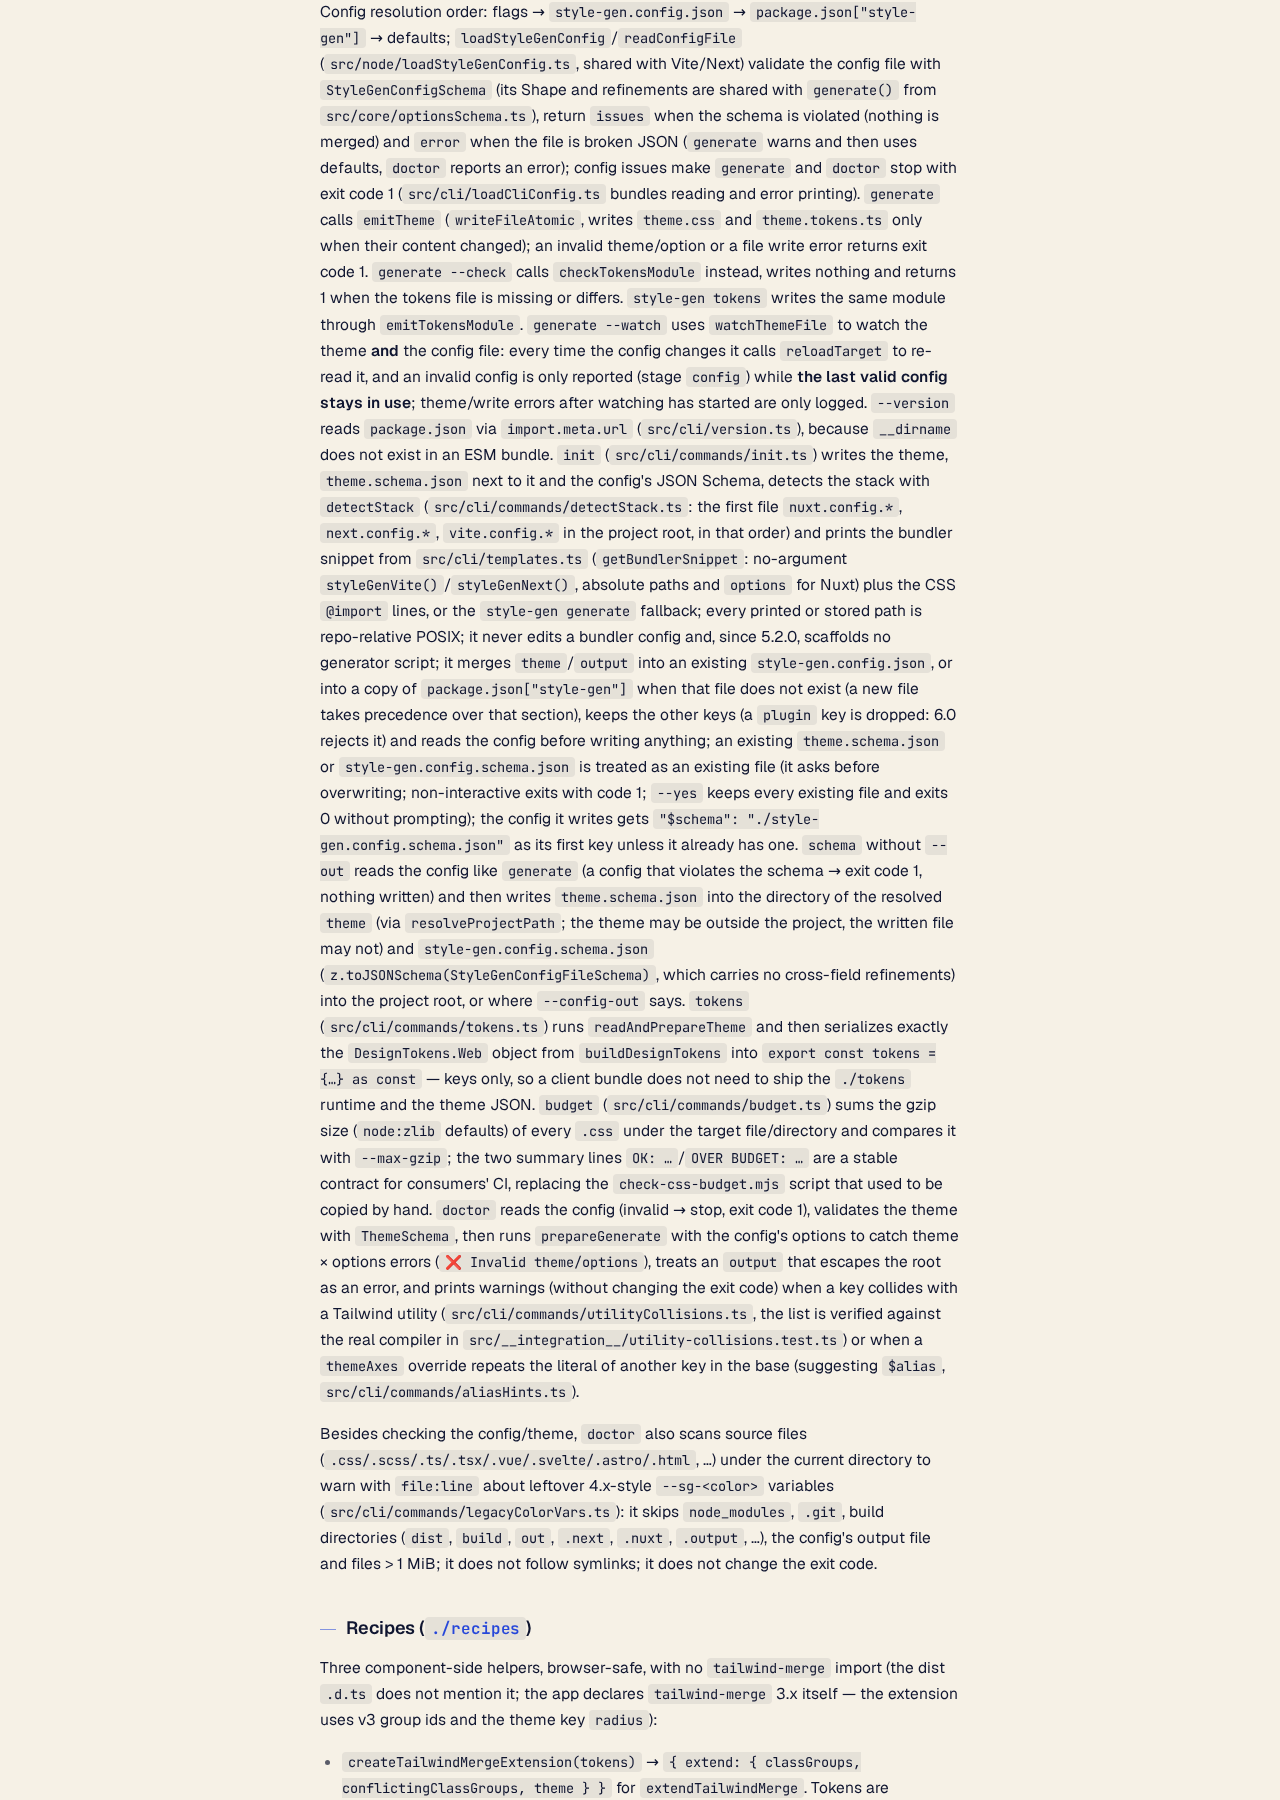 Config resolution order: flags → style-gen.config.json → package.json["style-
gen"] → defaults; loadStyleGenConfig / readConfigFile
( src/node/loadStyleGenConfig.ts , shared with Vite/Next) validate the config file with
StyleGenConfigSchema (its Shape and refinements are shared with generate() from
src/core/optionsSchema.ts ), return issues when the schema is violated (nothing is
merged) and error when the file is broken JSON ( generate warns and then uses
defaults, doctor reports an error); config issues make generate and doctor stop with
exit code 1 ( src/cli/loadCliConfig.ts bundles reading and error printing). generate
calls emitTheme ( writeFileAtomic , writes theme.css and theme.tokens.ts only
when their content changed); an invalid theme/option or a file write error returns exit
code 1. generate --check calls checkTokensModule instead, writes nothing and returns
1 when the tokens file is missing or differs. style-gen tokens writes the same module
through emitTokensModule . generate --watch uses watchThemeFile to watch the
theme and the config file: every time the config changes it calls reloadTarget to re-
read it, and an invalid config is only reported (stage config ) while the last valid config
stays in use; theme/write errors after watching has started are only logged. --version
reads package.json via import.meta.url ( src/cli/version.ts ), because __dirname
does not exist in an ESM bundle. init ( src/cli/commands/init.ts ) writes the theme,
theme.schema.json next to it and the config's JSON Schema, detects the stack with
detectStack ( src/cli/commands/detectStack.ts : the first file nuxt.config.* ,
next.config.* , vite.config.* in the project root, in that order) and prints the bundler
snippet from src/cli/templates.ts ( getBundlerSnippet : no-argument
styleGenVite() / styleGenNext() , absolute paths and options for Nuxt) plus the CSS
@import lines, or the style-gen generate fallback; every printed or stored path is
repo-relative POSIX; it never edits a bundler config and, since 5.2.0, scaffolds no
generator script; it merges theme / output into an existing style-gen.config.json , or
into a copy of package.json["style-gen"] when that file does not exist (a new file
takes precedence over that section), keeps the other keys (a plugin key is dropped: 6.0
rejects it) and reads the config before writing anything; an existing theme.schema.json
or style-gen.config.schema.json is treated as an existing file (it asks before
overwriting; non-interactive exits with code 1; --yes keeps every existing file and exits
0 without prompting); the config it writes gets "$schema": "./style-
gen.config.schema.json" as its first key unless it already has one. schema without --
out reads the config like generate (a config that violates the schema → exit code 1,
nothing written) and then writes theme.schema.json into the directory of the resolved
theme (via resolveProjectPath ; the theme may be outside the project, the written file
may not) and style-gen.config.schema.json
( z.toJSONSchema(StyleGenConfigFileSchema) , which carries no cross-field refinements)
into the project root, or where --config-out says. tokens
( src/cli/commands/tokens.ts ) runs readAndPrepareTheme and then serializes exactly
the DesignTokens.Web object from buildDesignTokens into export const tokens =
{…} as const — keys only, so a client bundle does not need to ship the ./tokens
runtime and the theme JSON. budget ( src/cli/commands/budget.ts ) sums the gzip
size ( node:zlib defaults) of every .css under the target file/directory and compares it
with --max-gzip ; the two summary lines OK: … / OVER BUDGET: … are a stable
contract for consumers' CI, replacing the check-css-budget.mjs script that used to be
copied by hand. doctor reads the config (invalid → stop, exit code 1), validates the theme
with ThemeSchema , then runs prepareGenerate with the config's options to catch theme
× options errors ( ❌ Invalid theme/options ), treats an output that escapes the root
as an error, and prints warnings (without changing the exit code) when a key collides with
a Tailwind utility ( src/cli/commands/utilityCollisions.ts , the list is verified against
the real compiler in src/__integration__/utility-collisions.test.ts ) or when a
themeAxes override repeats the literal of another key in the base (suggesting $alias ,
src/cli/commands/aliasHints.ts ).
Besides checking the config/theme, doctor also scans source files
( .css/.scss/.ts/.tsx/.vue/.svelte/.astro/.html , …) under the current directory to
warn with file:line about leftover 4.x-style --sg-<color> variables
( src/cli/commands/legacyColorVars.ts ): it skips node_modules , .git , build
directories ( dist , build , out , .next , .nuxt , .output , …), the config's output file
and files > 1 MiB; it does not follow symlinks; it does not change the exit code.
— Recipes ( ./recipes )
Three component-side helpers, browser-safe, with no tailwind-merge import (the dist
.d.ts does not mention it; the app declares tailwind-merge 3.x itself — the extension
uses v3 group ids and the theme key radius ):
• createTailwindMergeExtension(tokens) → { extend: { classGroups,
conflictingClassGroups, theme } } for extendTailwindMerge . Tokens are